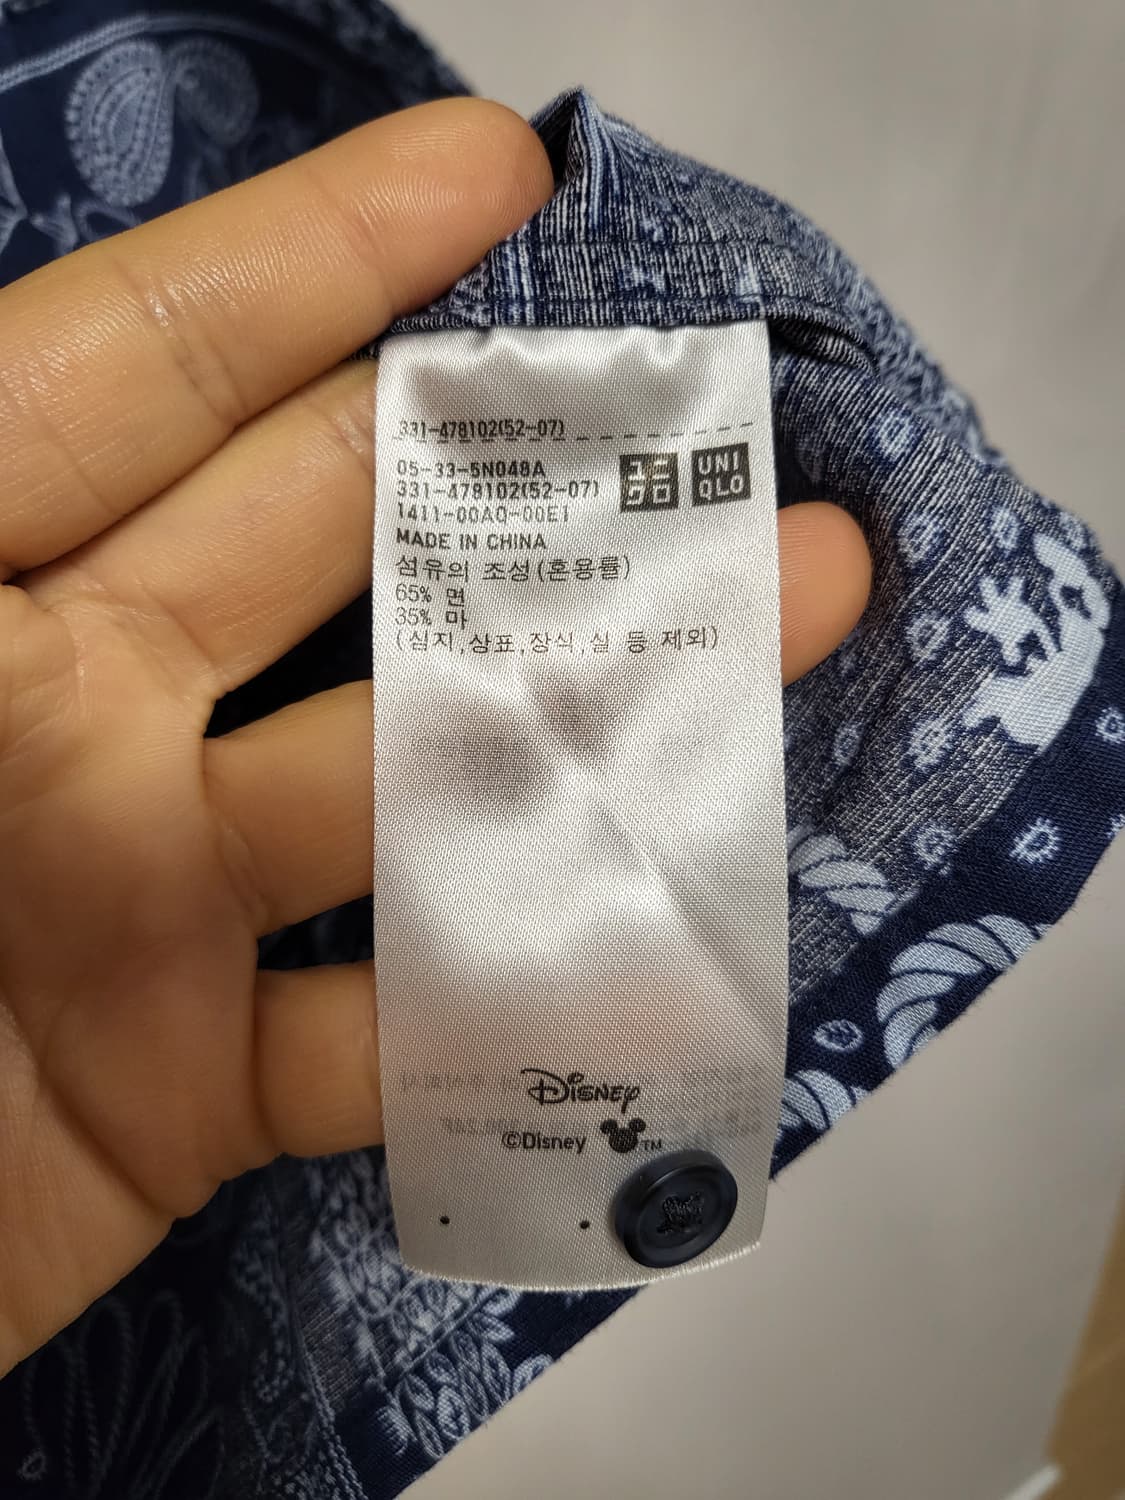 331-478102(52-07)
05-33-5N048A
331-478102(52-07)
1411-00AQ-00E1
ユニ
クロ
UNI
QLO
MADE IN CHINA
섬유의 조성(혼용률)
65% 면
35% 마
(심지,상표,장식,실 등 제외)
Disney
©Disney TM